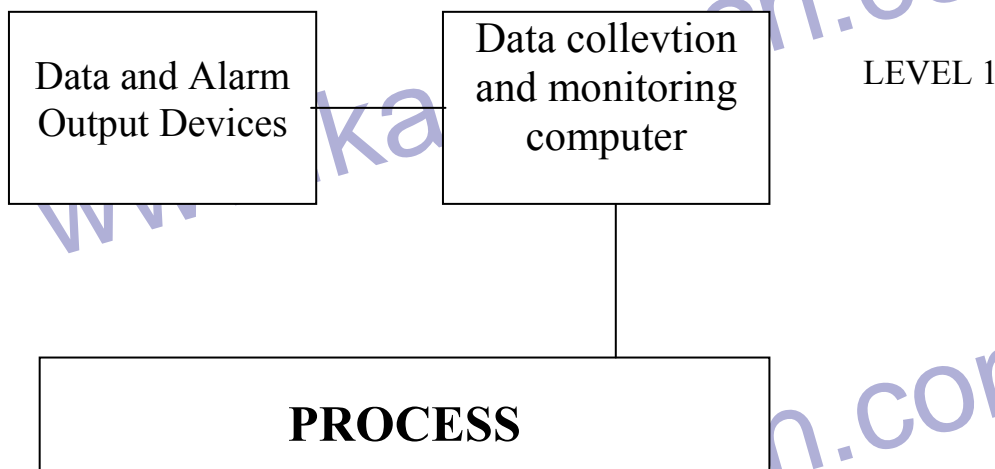 Data and Alarm
Output Devices
Data collevtion
and monitoring
computer
LEVEL 1
PROCESS